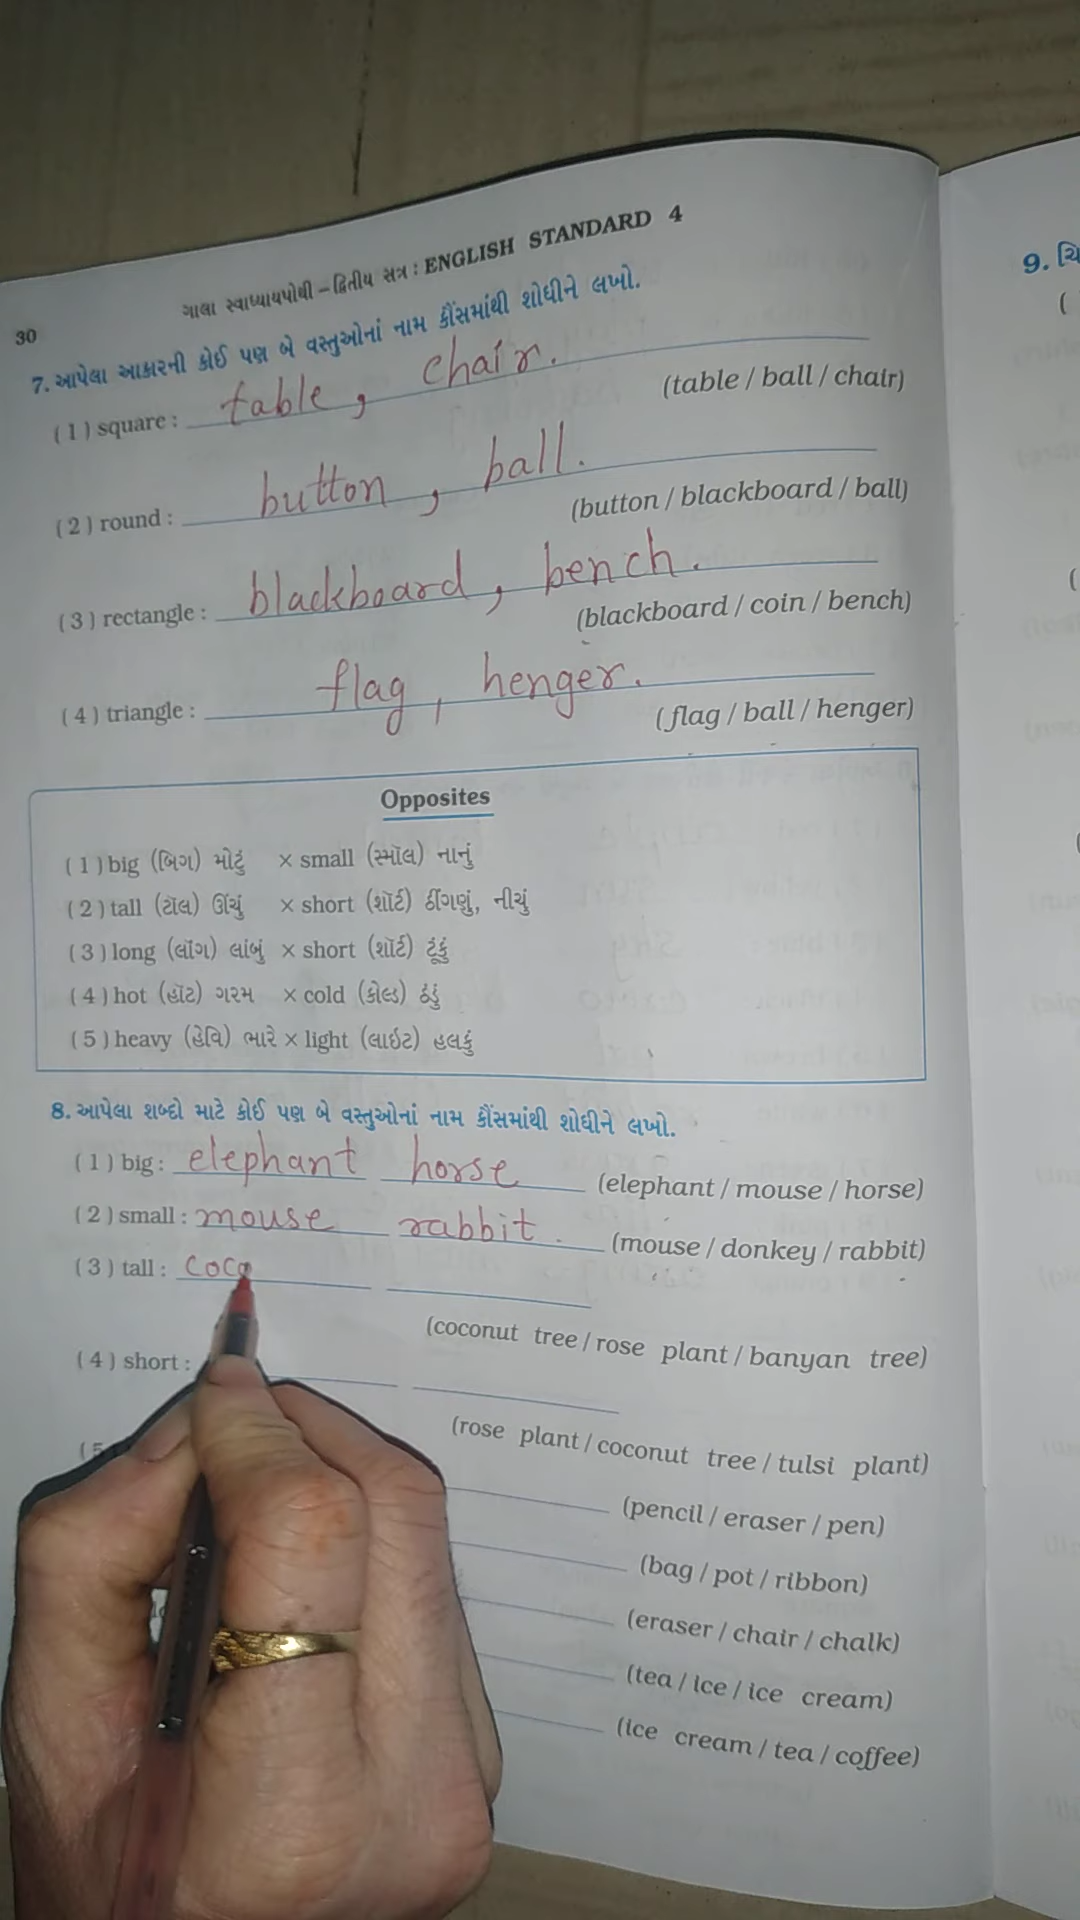 30
ગાલા સ્વાધ્યાયપોથી – દ્વિતીય સત્ર : ENGLISH STANDARD 4
7. આપેલા આકારની કોઈ પણ બે વસ્તુઓનાં નામ કૌંસમાંથી શોધીને લખો.
(1) square : table, chair.
(table / ball / chair)
(2) round : button, ball.
(button / blackboard / ball)
(3) rectangle : blackboard, bench.
(blackboard / coin / bench)
(4) triangle : flag, henger.
(flag / ball / henger)
Opposites
(1) big (બિગ) મોટું × small (સ્મૉલ) નાનું
(2) tall (ટૉલ) ઊંચું × short (શૉર્ટ) ઠીંગણું, નીચું
(3) long (લૉંગ) લાંબું × short (શૉર્ટ) ટૂંકું
(4) hot (હૉટ) ગરમ × cold (કોલ્ડ) ઠંડું
(5) heavy (હેવિ) ભારે × light (લાઇટ) હલકું
8. આપેલા શબ્દો માટે કોઈ પણ બે વસ્તુઓનાં નામ કૌંસમાંથી શોધીને લખો.
(1) big: elephant horse (elephant / mouse / horse)
(2) small : mouse rabbit. (mouse / donkey / rabbit)
(3) tall : coco
(coconut tree / rose plant / banyan tree)
(4) short :
(rose plant / coconut tree / tulsi plant)
(5
(pencil / eraser / pen)
(bag / pot / ribbon)
(eraser / chair / chalk)
(tea / ice / ice cream)
(ice cream / tea / coffee)
9.